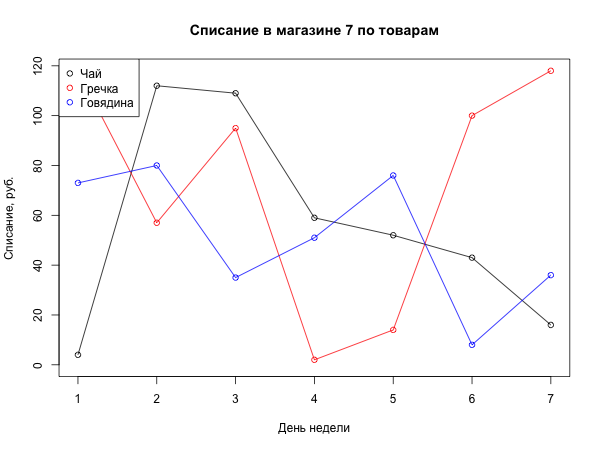 Списание в магазине 7 по товарам
Чай
Гречка
Говядина
Списание, руб.
120
100
80
60
40
20
0
1 2 3 4 5 6 7
День недели